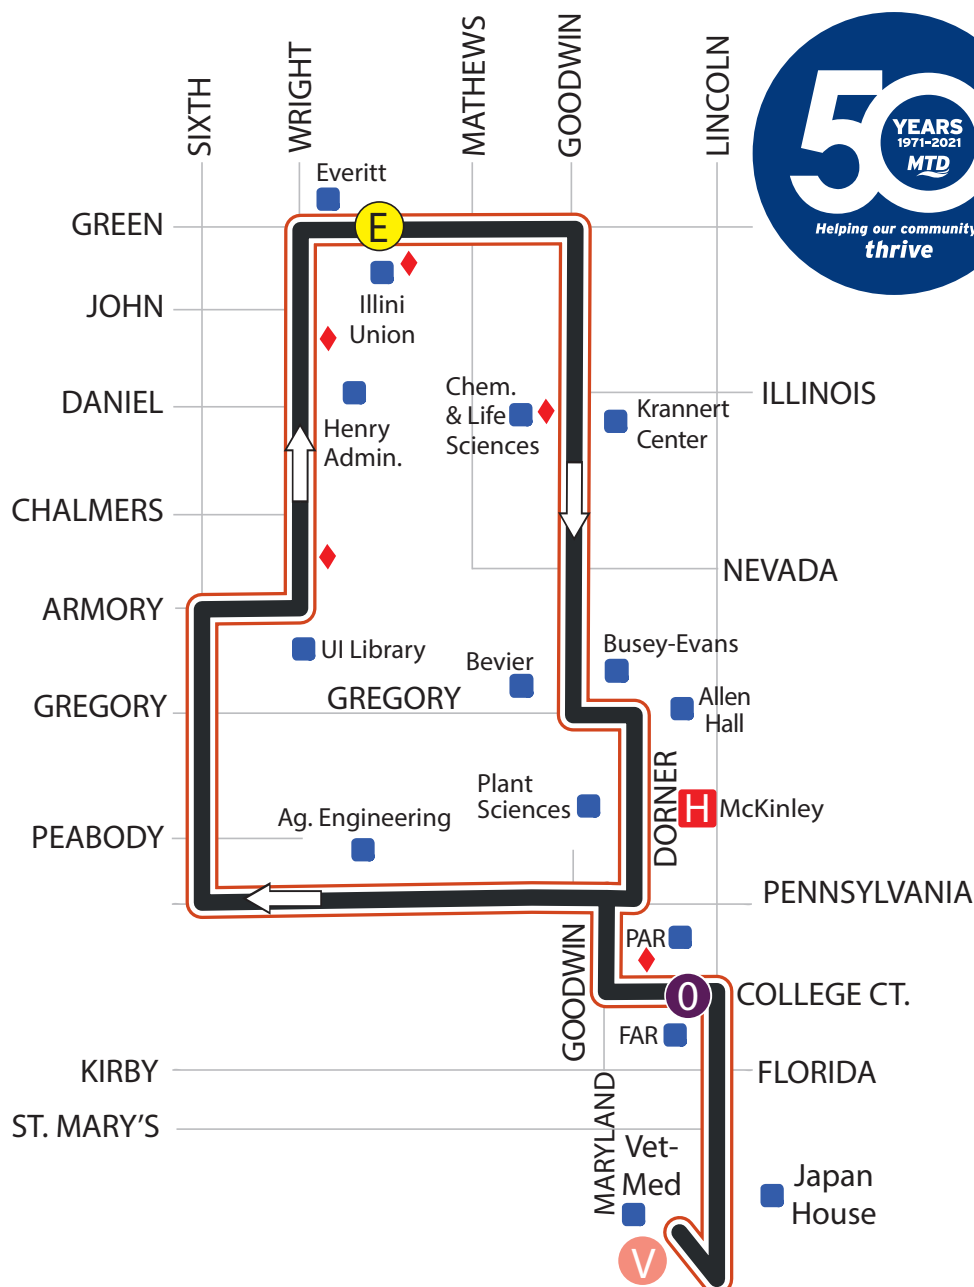 SIXTH
WRIGHT
MATHEWS
GOODWIN
LINCOLN
50
YEARS
1971–2021
MTD
Helping our community
thrive
Everitt
GREEN
E
JOHN
Illini
Union
DANIEL
ILLINOIS
Henry
Admin.
Chem.
& Life
Sciences
Krannert
Center
CHALMERS
NEVADA
ARMORY
UI Library
Bevier
Busey-Evans
GREGORY
GREGORY
Allen
Hall
DORNER
Plant
Sciences
H
McKinley
PEABODY
Ag. Engineering
PENNSYLVANIA
GOODWIN
PAR
O
COLLEGE CT.
FAR
KIRBY
FLORIDA
ST. MARY'S
MARYLAND
Vet-
Med
V
Japan
House